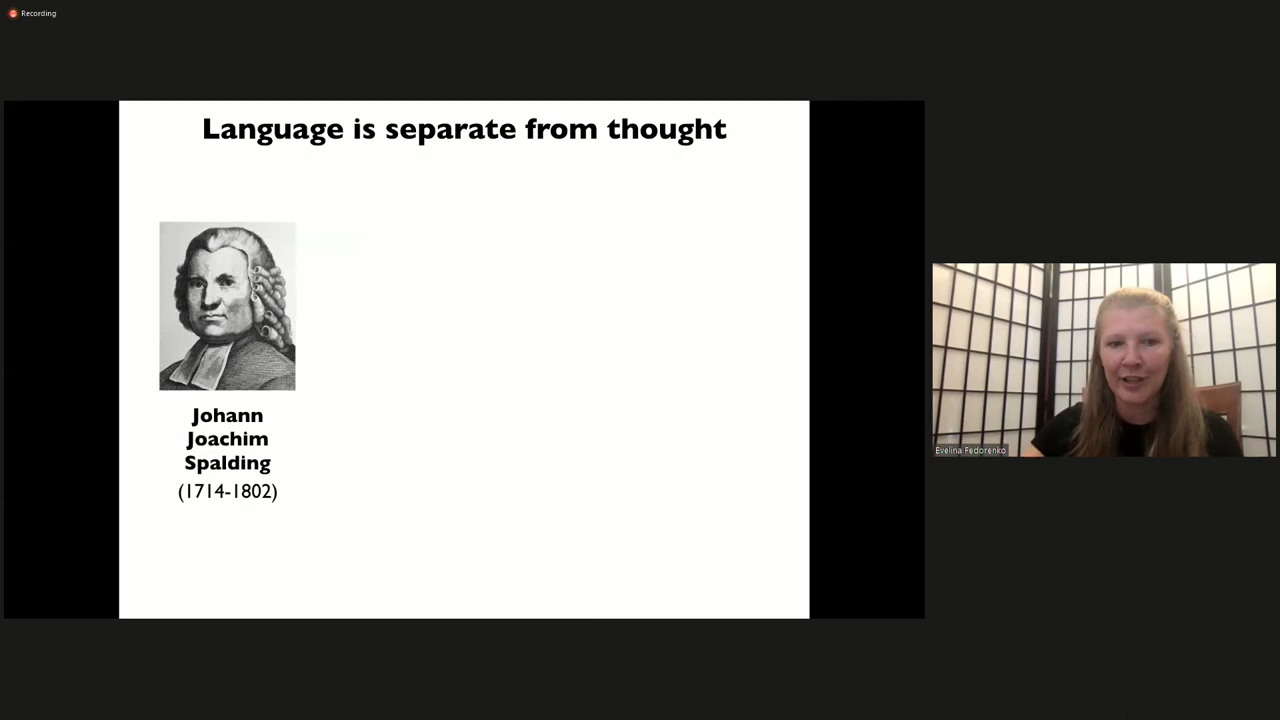 Recording
Language is separate from thought
Johann
Joachim
Spalding
(1714-1802)
Evelina Fedorenko